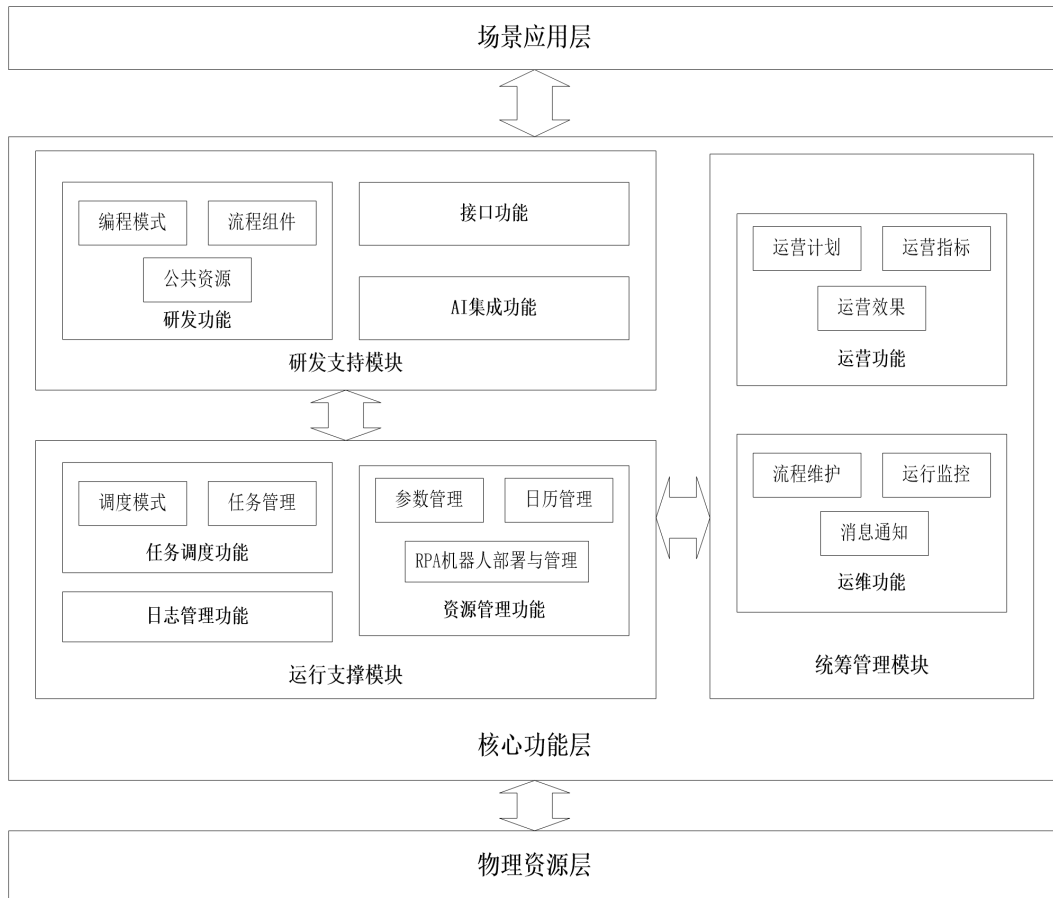 场景应用层
编程模式
流程组件
公共资源
研发功能
接口功能
AI集成功能
研发支持模块
调度模式
任务管理
任务调度功能
日志管理功能
参数管理
日历管理
RPA机器人部署与管理
资源管理功能
运行支撑模块
运营计划
运营指标
运营效果
运营功能
流程维护
运行监控
消息通知
运维功能
统筹管理模块
核心功能层
物理资源层